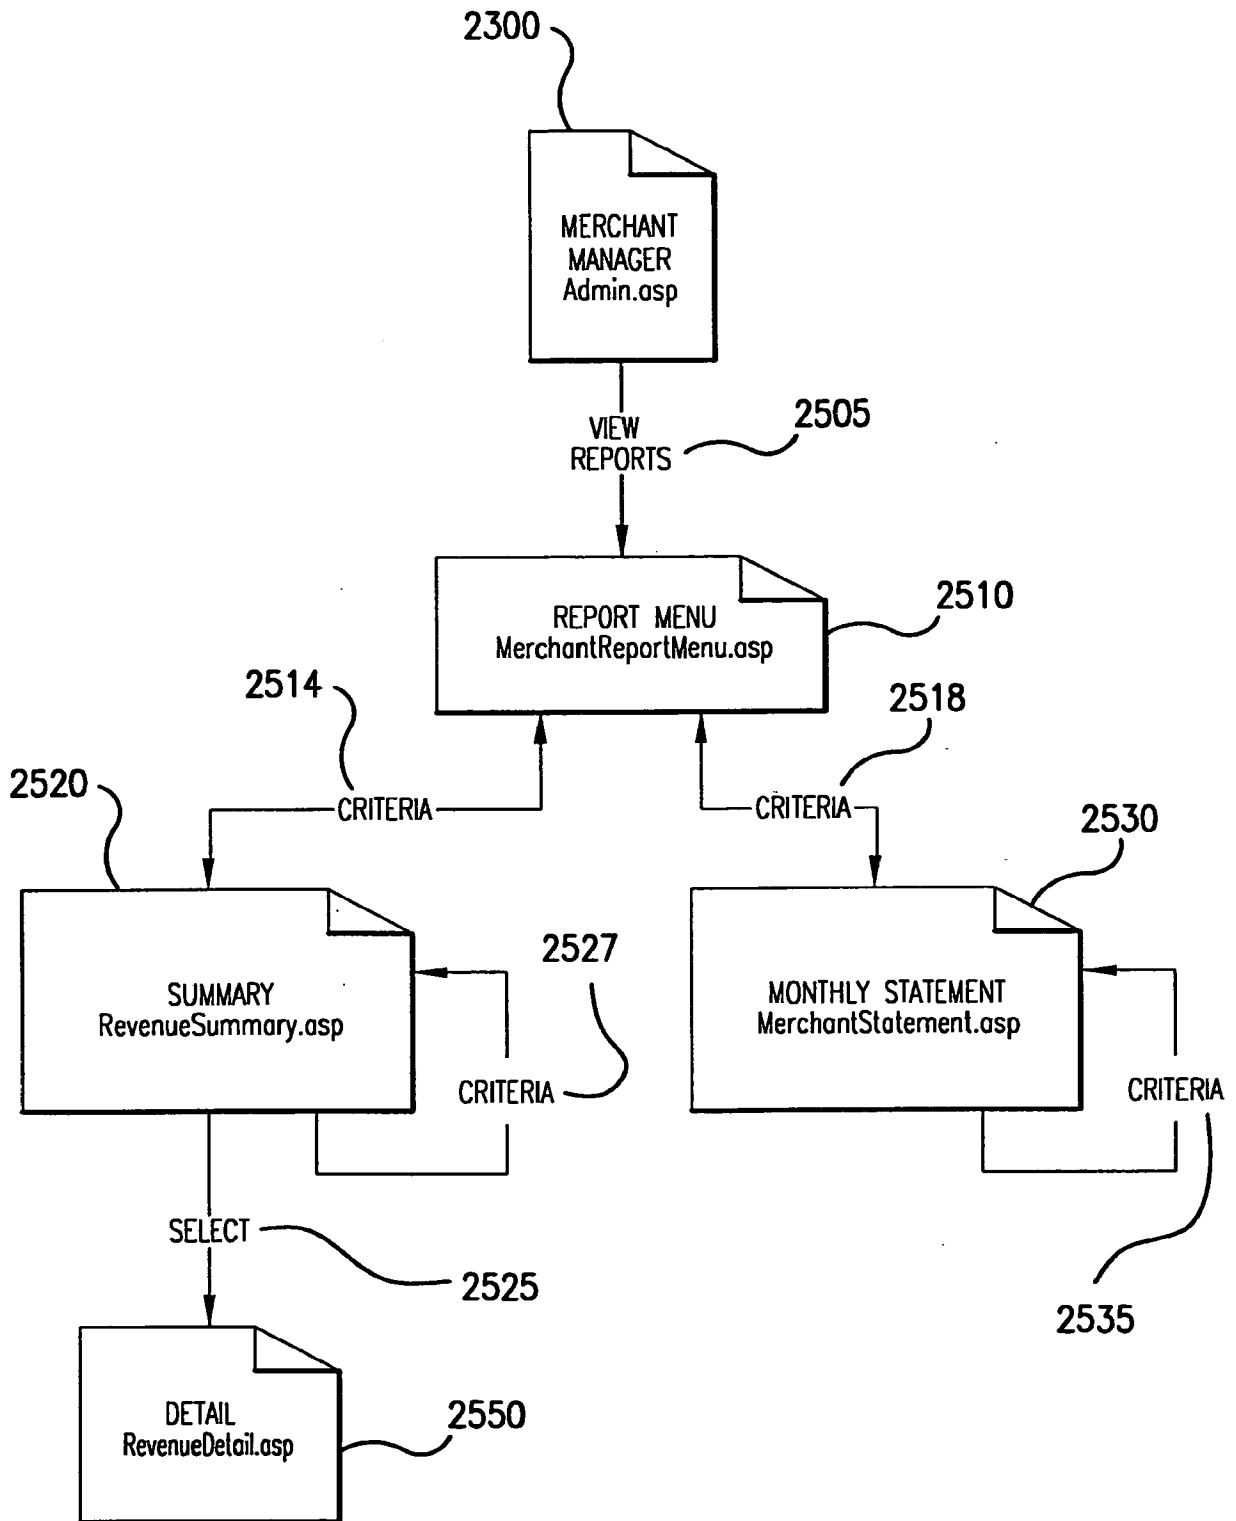 2300
MERCHANT
MANAGER
Admin.asp
VIEW
REPORTS
2505
REPORT MENU
MerchantReportMenu.asp
2510
2514
CRITERIA
2518
CRITERIA
2520
SUMMARY
RevenueSummary.asp
2527
CRITERIA
2530
MONTHLY STATEMENT
MerchantStatement.asp
CRITERIA
2535
SELECT
2525
DETAIL
RevenueDetail.asp
2550